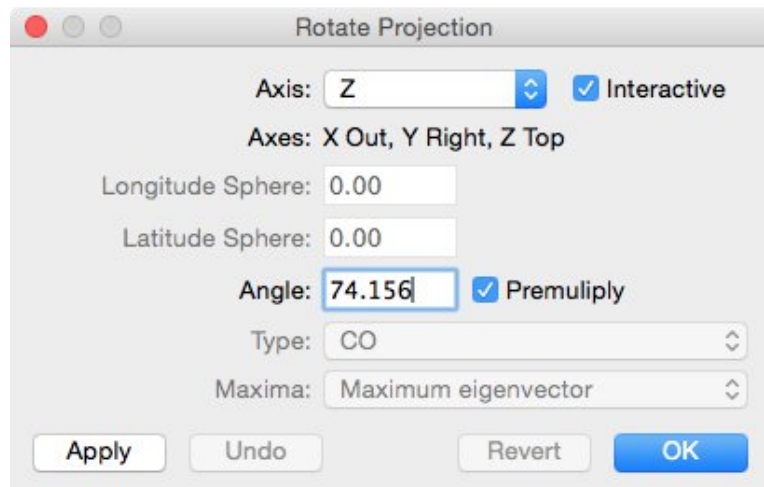 Rotate Projection
Axis: Z Interactive
Axes: X Out, Y Right, Z Top
Longitude Sphere: 0.00
Latitude Sphere: 0.00
Angle: 74.156 Premuliply
Type: CO
Maxima: Maximum eigenvector
Apply Undo Revert OK